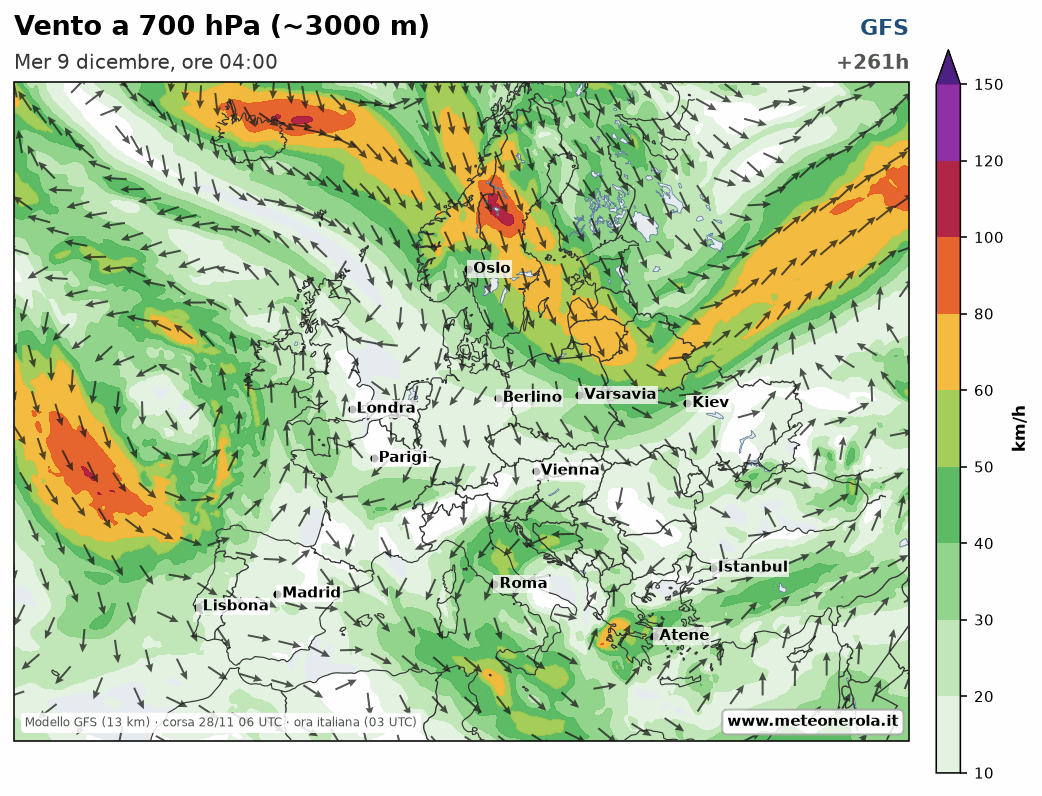 Vento a 700 hPa (~3000 m)
GFS
Mer 9 dicembre, ore 04:00
+261h
150
120
100
80
60
50
40
30
20
10
km/h
Oslo
Berlino
Varsavia
Kiev
Londra
Parigi
Vienna
Istanbul
Roma
Madrid
Lisbona
Atene
Modello GFS (13 km) · corsa 28/11 06 UTC · ora italiana (03 UTC)
www.meteonerola.it